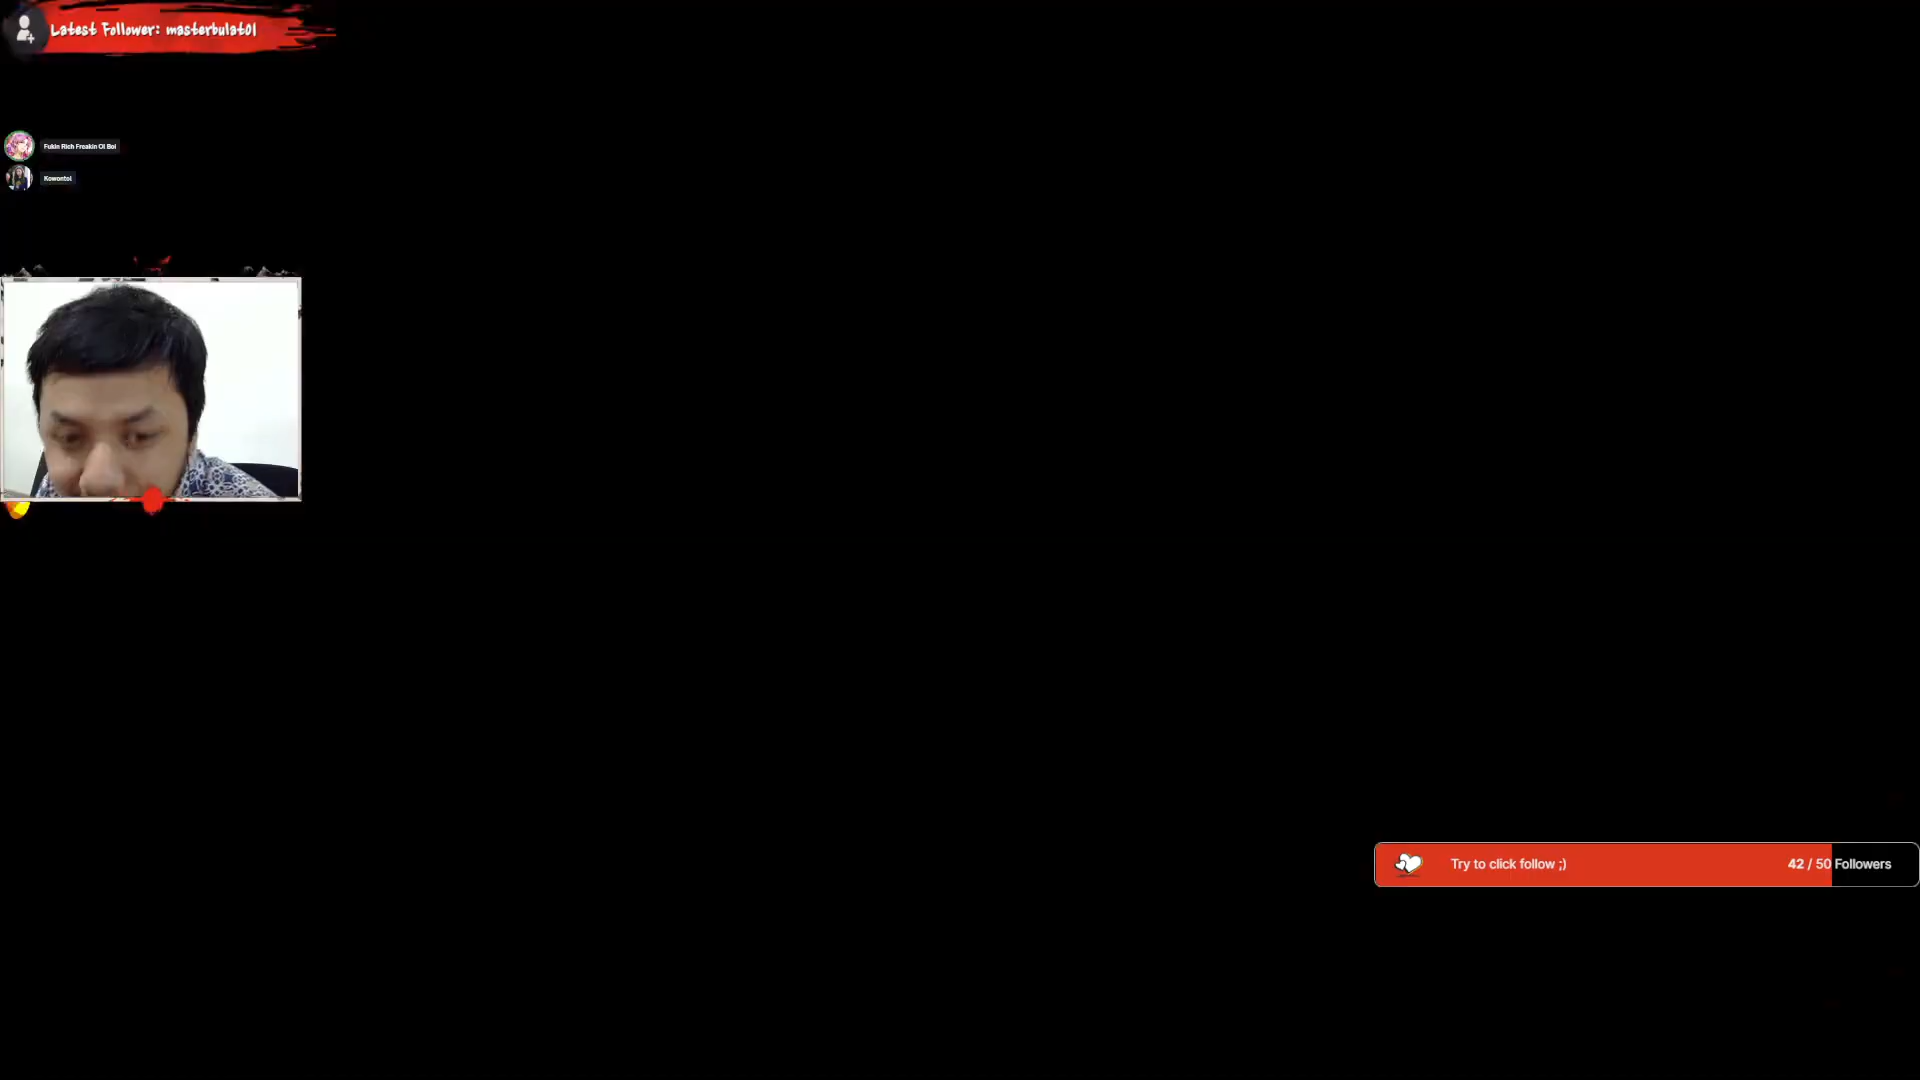 Latest Follower: masterbulat01
Fukin Rich Freakin Ol Boi
Kowontol
Try to click follow ;)
42 / 50 Followers